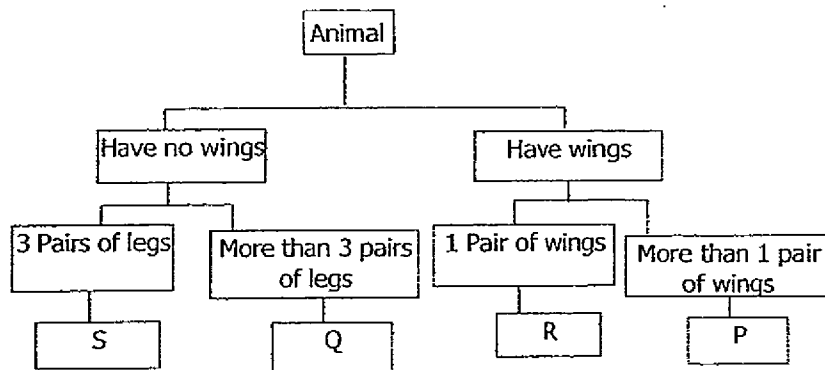 Animal
Have no wings
Have wings
3 Pairs of legs
More than 3 pairs
of legs
1 Pair of wings
More than 1 pair
of wings
S
Q
R
P